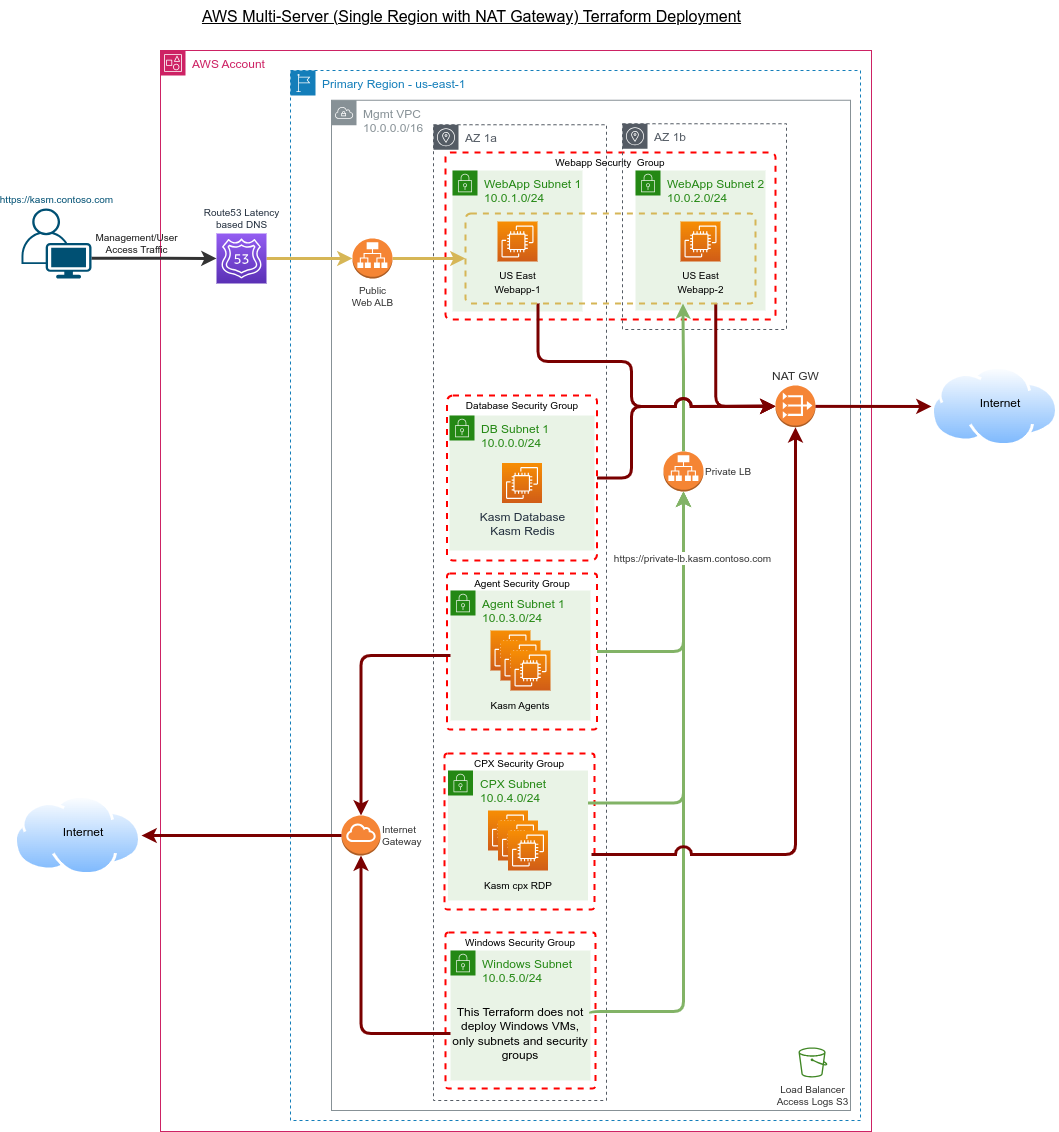 AWS Multi-Server (Single Region with NAT Gateway) Terraform Deployment
AWS Account
Primary Region - us-east-1
Mgmt VPC
10.0.0.0/16
AZ 1a
AZ 1b
Webapp Security Group
WebApp Subnet 1
10.0.1.0/24
WebApp Subnet 2
10.0.2.0/24
https://kasm.contoso.com
Management/User
Access Traffic
Route53 Latency
based DNS
53
Public
Web ALB
US East
Webapp-1
US East
Webapp-2
NAT GW
Internet
Database Security Group
DB Subnet 1
10.0.0.0/24
Kasm Database
Kasm Redis
Private LB
https://private-lb.kasm.contoso.com
Agent Security Group
Agent Subnet 1
10.0.3.0/24
Kasm Agents
CPX Security Group
CPX Subnet
10.0.4.0/24
Kasm cpx RDP
Internet
Gateway
Internet
Windows Security Group
Windows Subnet
10.0.5.0/24
This Terraform does not
deploy Windows VMs,
only subnets and security
groups
Load Balancer
Access Logs S3